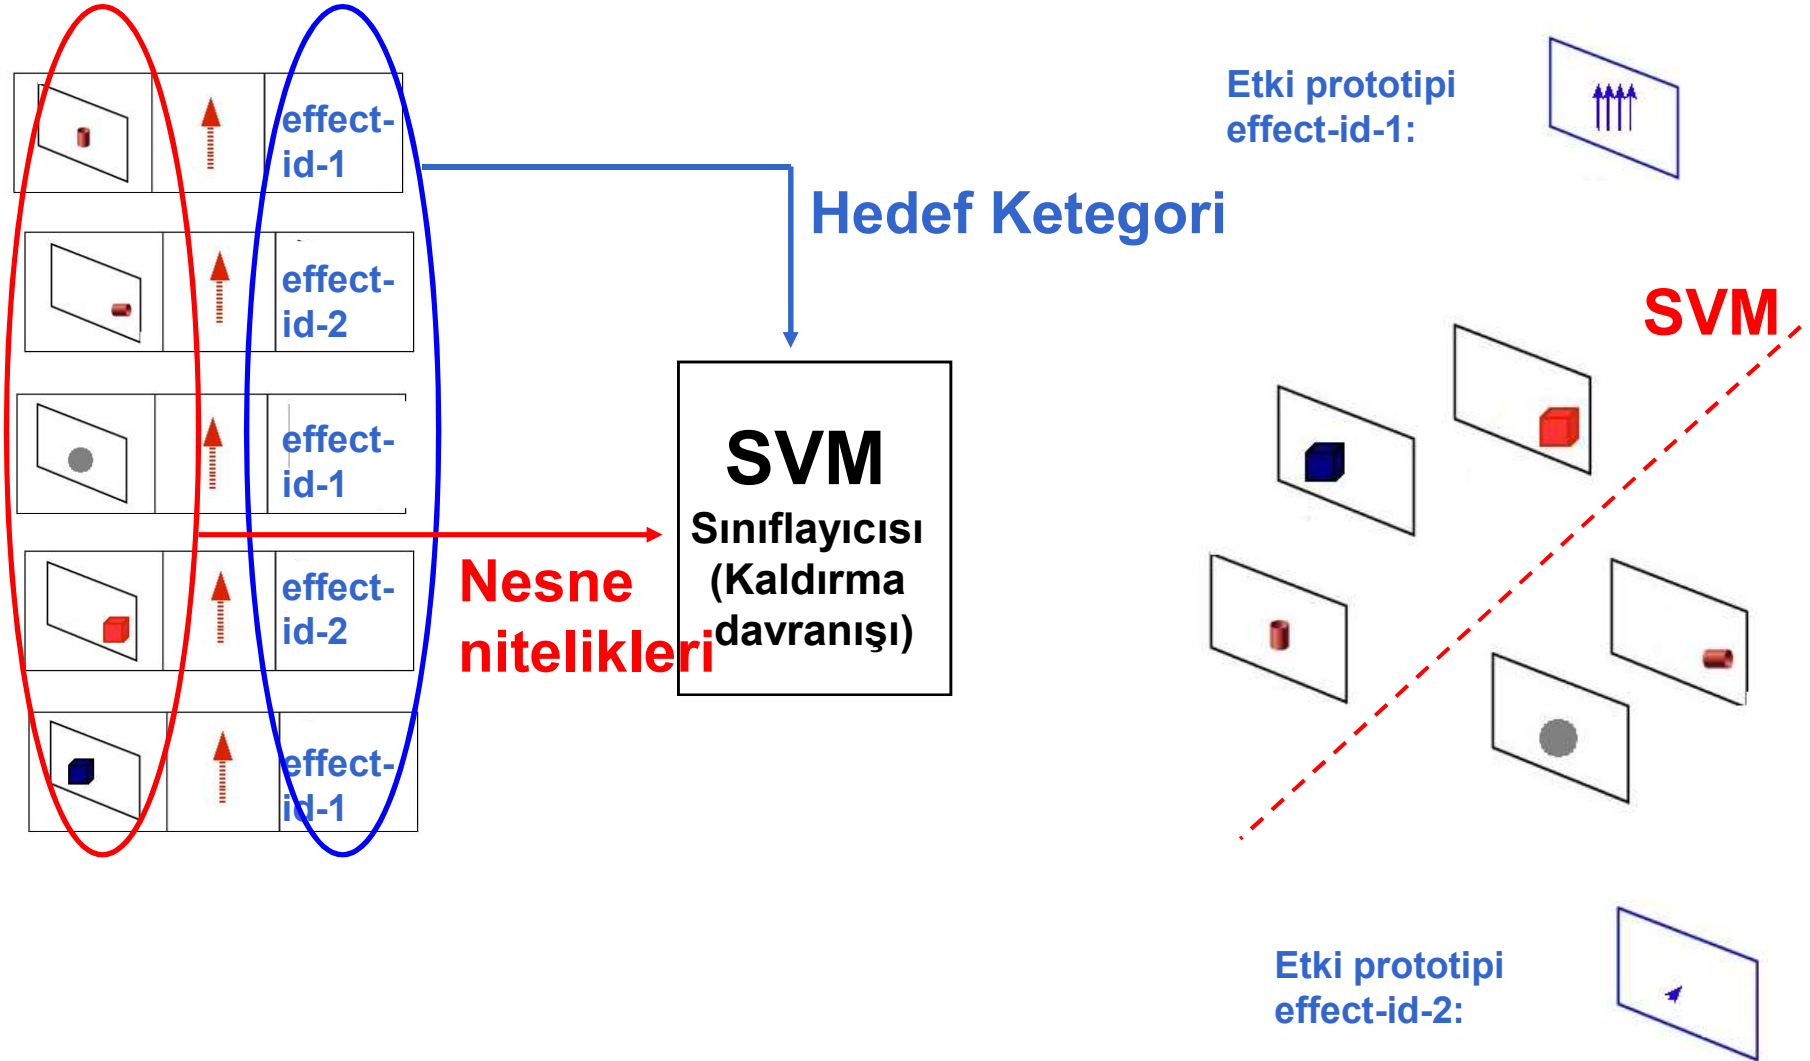 effect-
id-1
effect-
id-2
effect-
id-1
effect-
id-2
effect-
id-1
Hedef Ketegori
Nesne
nitelikleri
SVM
Sınıflayıcısı
(Kaldırma
davranışı)
Etki prototipi
effect-id-1:
SVM
Etki prototipi
effect-id-2: